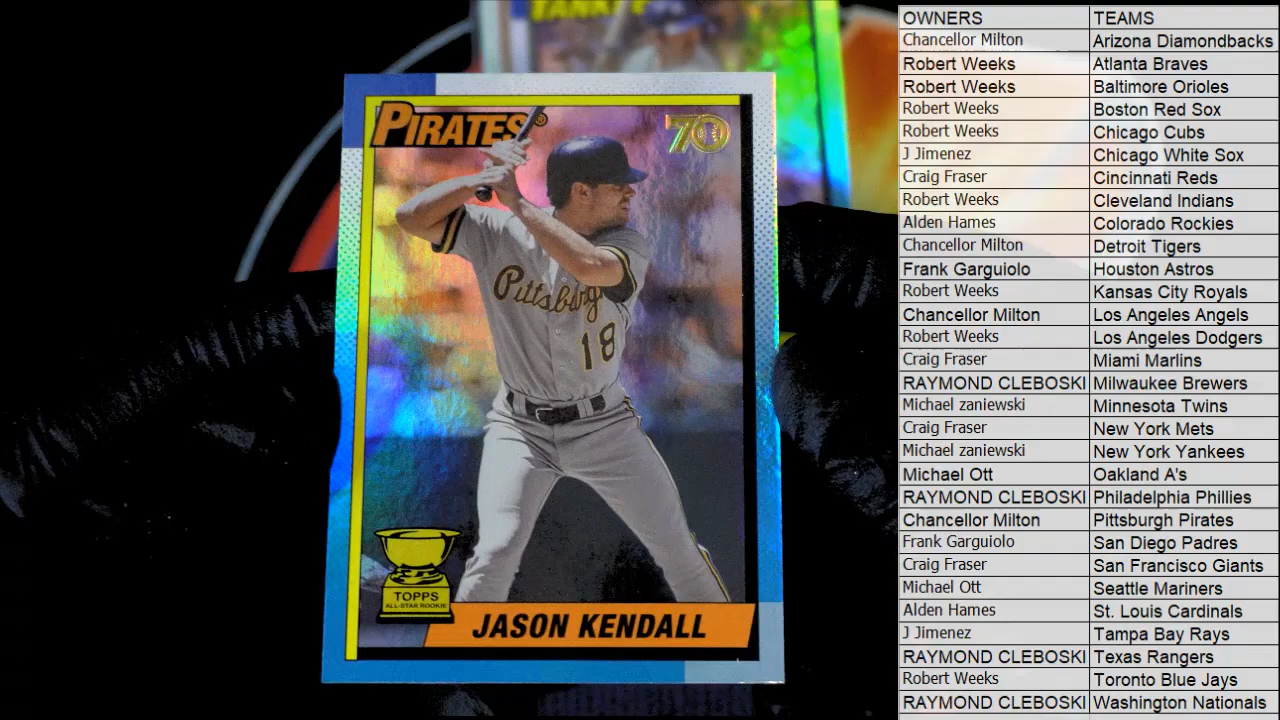 YANKEES
PIRATES®
70
Pittsburgh
18
TOPPS
ALL-STAR ROOKIE
JASON KENDALL
OWNERS TEAMS
Chancellor Milton Arizona Diamondbacks
Robert Weeks Atlanta Braves
Robert Weeks Baltimore Orioles
Robert Weeks Boston Red Sox
Robert Weeks Chicago Cubs
J Jimenez Chicago White Sox
Craig Fraser Cincinnati Reds
Robert Weeks Cleveland Indians
Alden Hames Colorado Rockies
Chancellor Milton Detroit Tigers
Frank Garguiolo Houston Astros
Robert Weeks Kansas City Royals
Chancellor Milton Los Angeles Angels
Robert Weeks Los Angeles Dodgers
Craig Fraser Miami Marlins
RAYMOND CLEBOSKI Milwaukee Brewers
Michael zaniewski Minnesota Twins
Craig Fraser New York Mets
Michael zaniewski New York Yankees
Michael Ott Oakland A's
RAYMOND CLEBOSKI Philadelphia Phillies
Chancellor Milton Pittsburgh Pirates
Frank Garguiolo San Diego Padres
Craig Fraser San Francisco Giants
Michael Ott Seattle Mariners
Alden Hames St. Louis Cardinals
J Jimenez Tampa Bay Rays
RAYMOND CLEBOSKI Texas Rangers
Robert Weeks Toronto Blue Jays
RAYMOND CLEBOSKI Washington Nationals